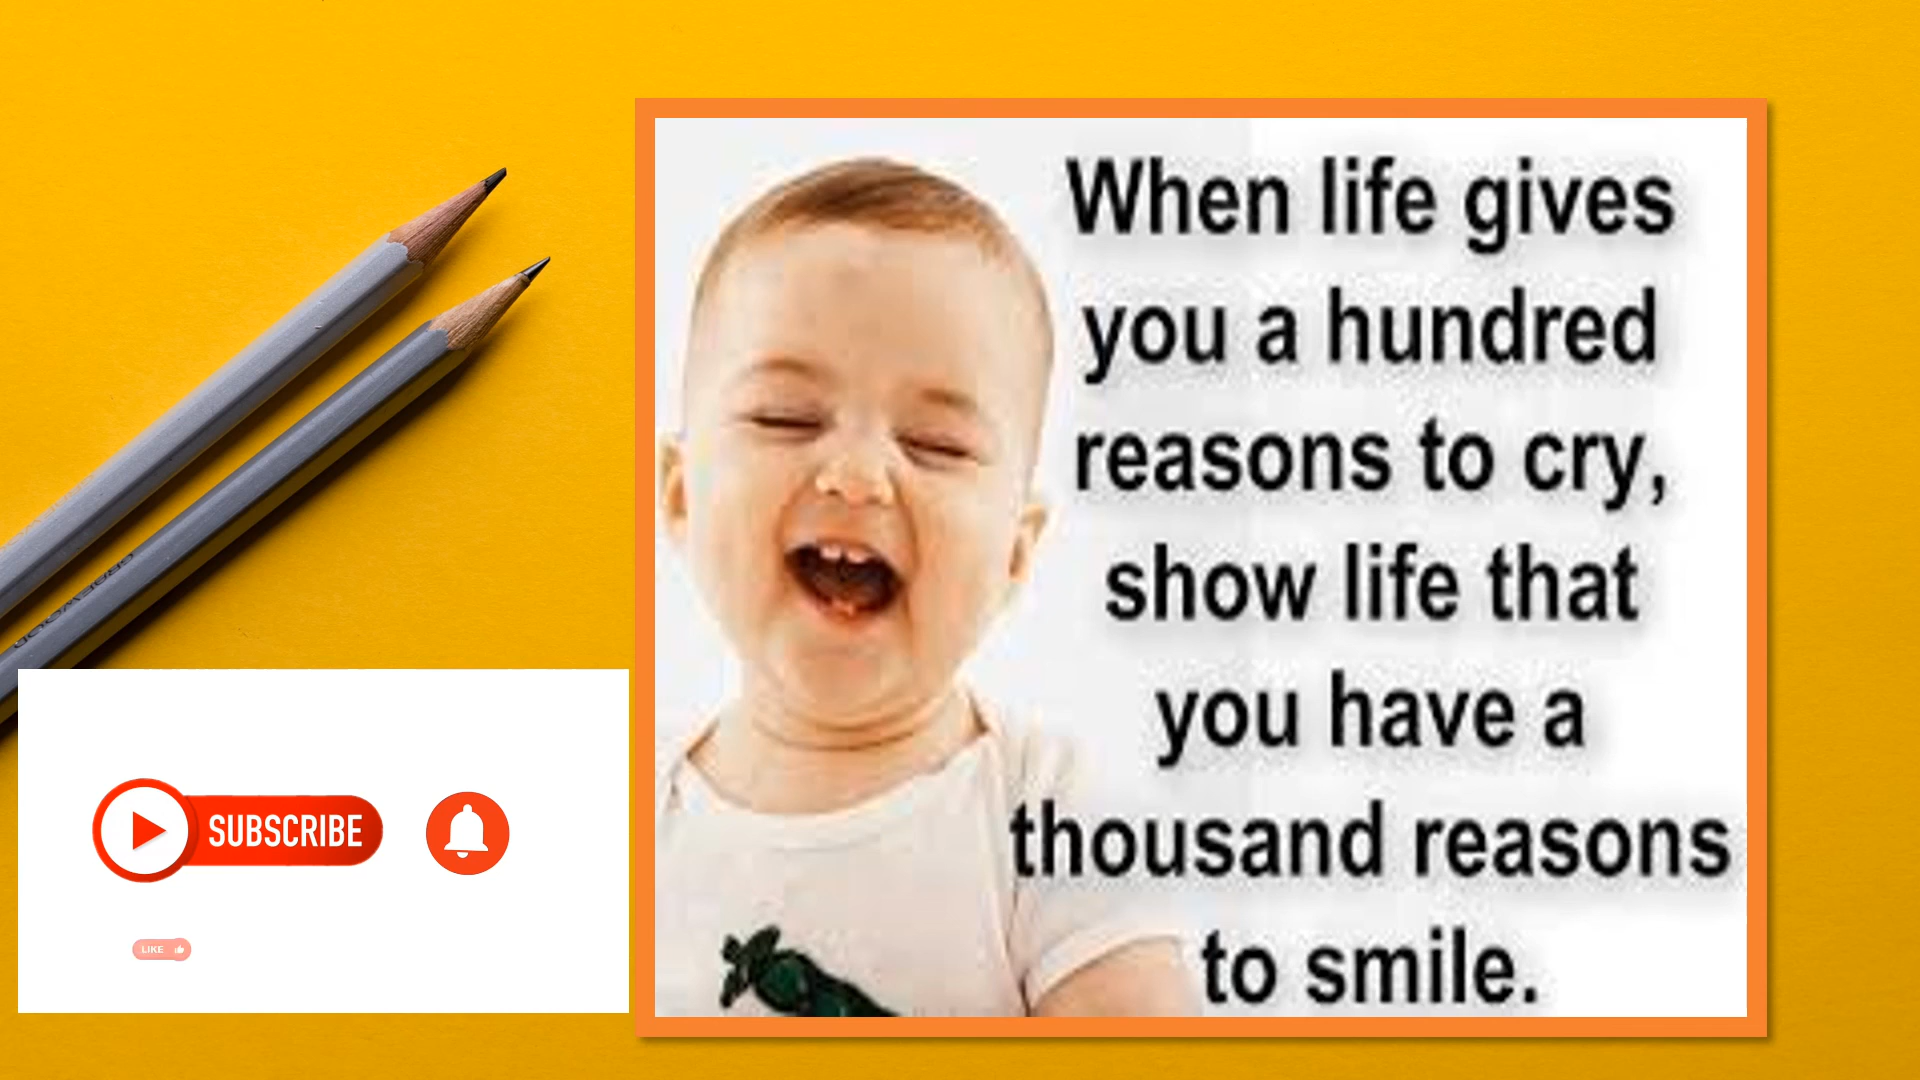 When life gives
you a hundred
reasons to cry,
show life that
you have a
thousand reasons
to smile.
SUBSCRIBE
LIKE